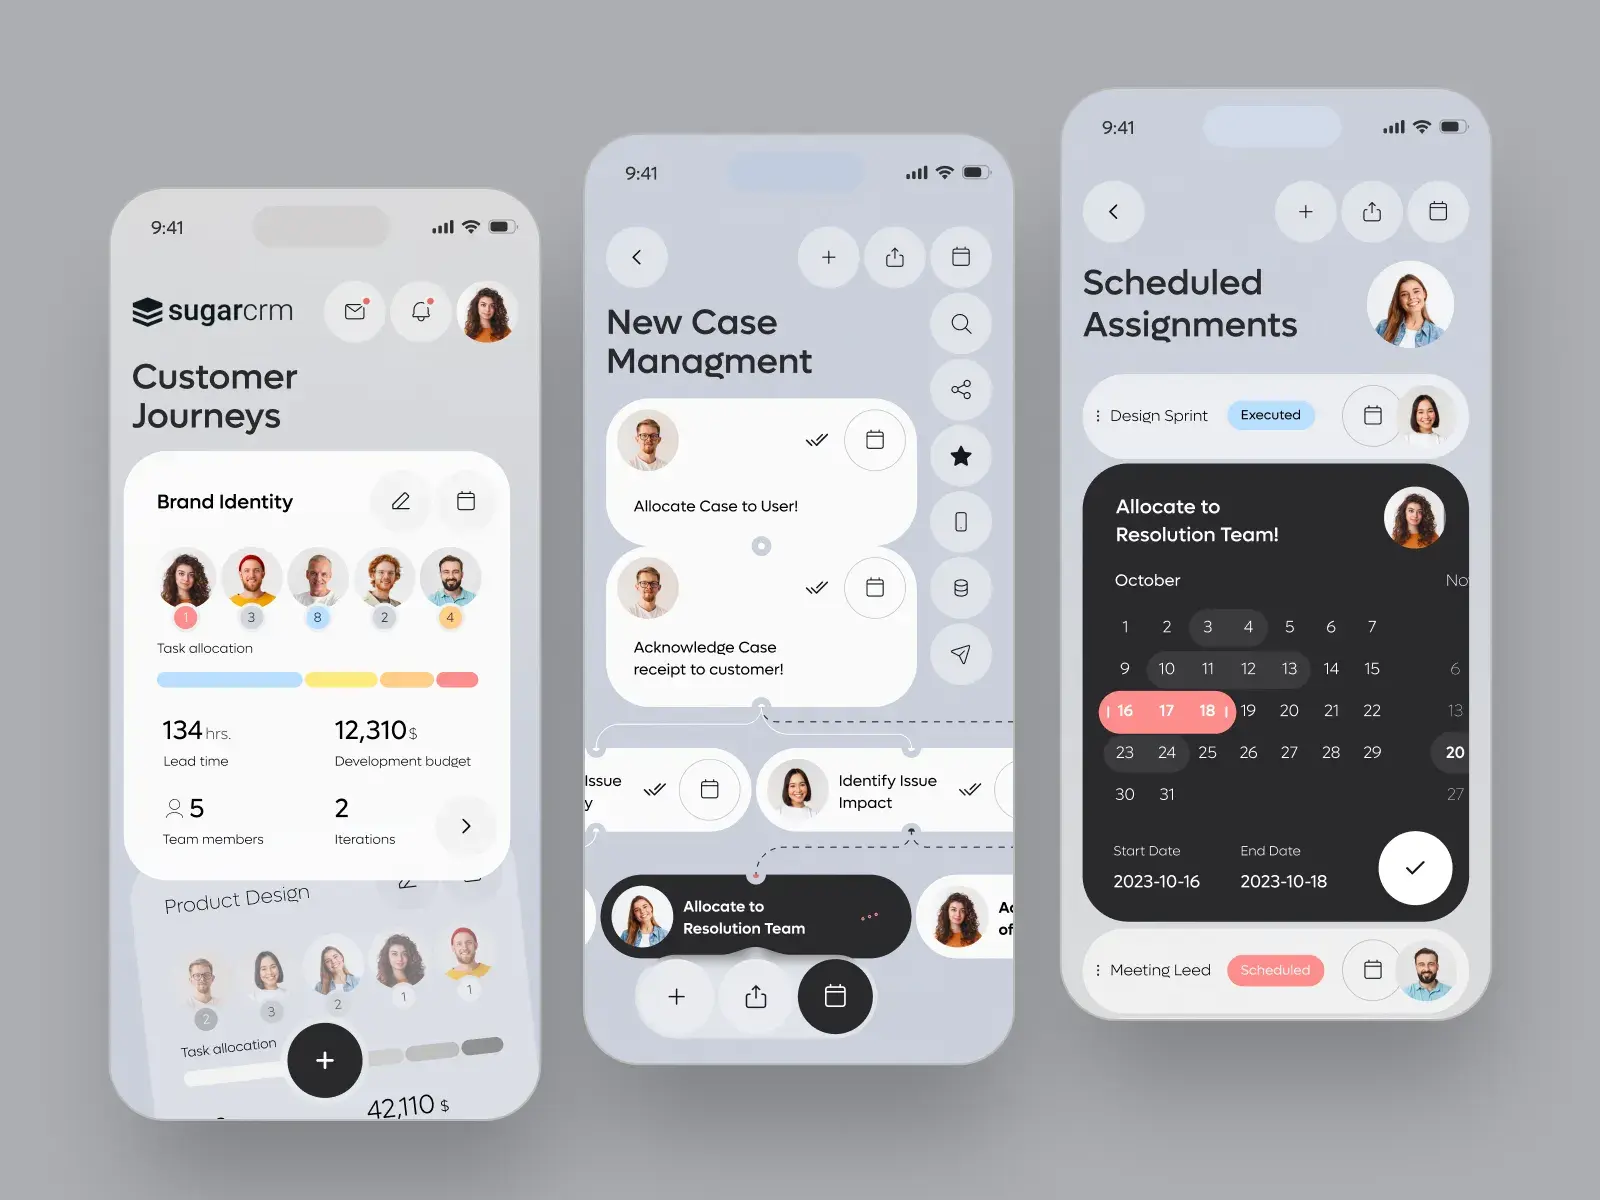 9:41
sugarcrm
Customer
Journeys
Brand Identity
1 3 8 2 4
Task allocation
134 hrs.
Lead time
12,310 $
Development budget
5
Team members
2
Iterations
Product Design
2 3 2 1 1
Task allocation
42,110 $
9:41
New Case
Managment
Allocate Case to User!
Acknowledge Case
receipt to customer!
Issue
y
Identify Issue
Impact
Allocate to
Resolution Team
of
9:41
Scheduled
Assignments
Design Sprint
Executed
Allocate to
Resolution Team!
October
No
1 2 3 4 5 6 7
9 10 11 12 13 14 15 6
16 17 18 19 20 21 22 13
23 24 25 26 27 28 29 20
30 31 27
Start Date
2023-10-16
End Date
2023-10-18
Meeting Leed
Scheduled